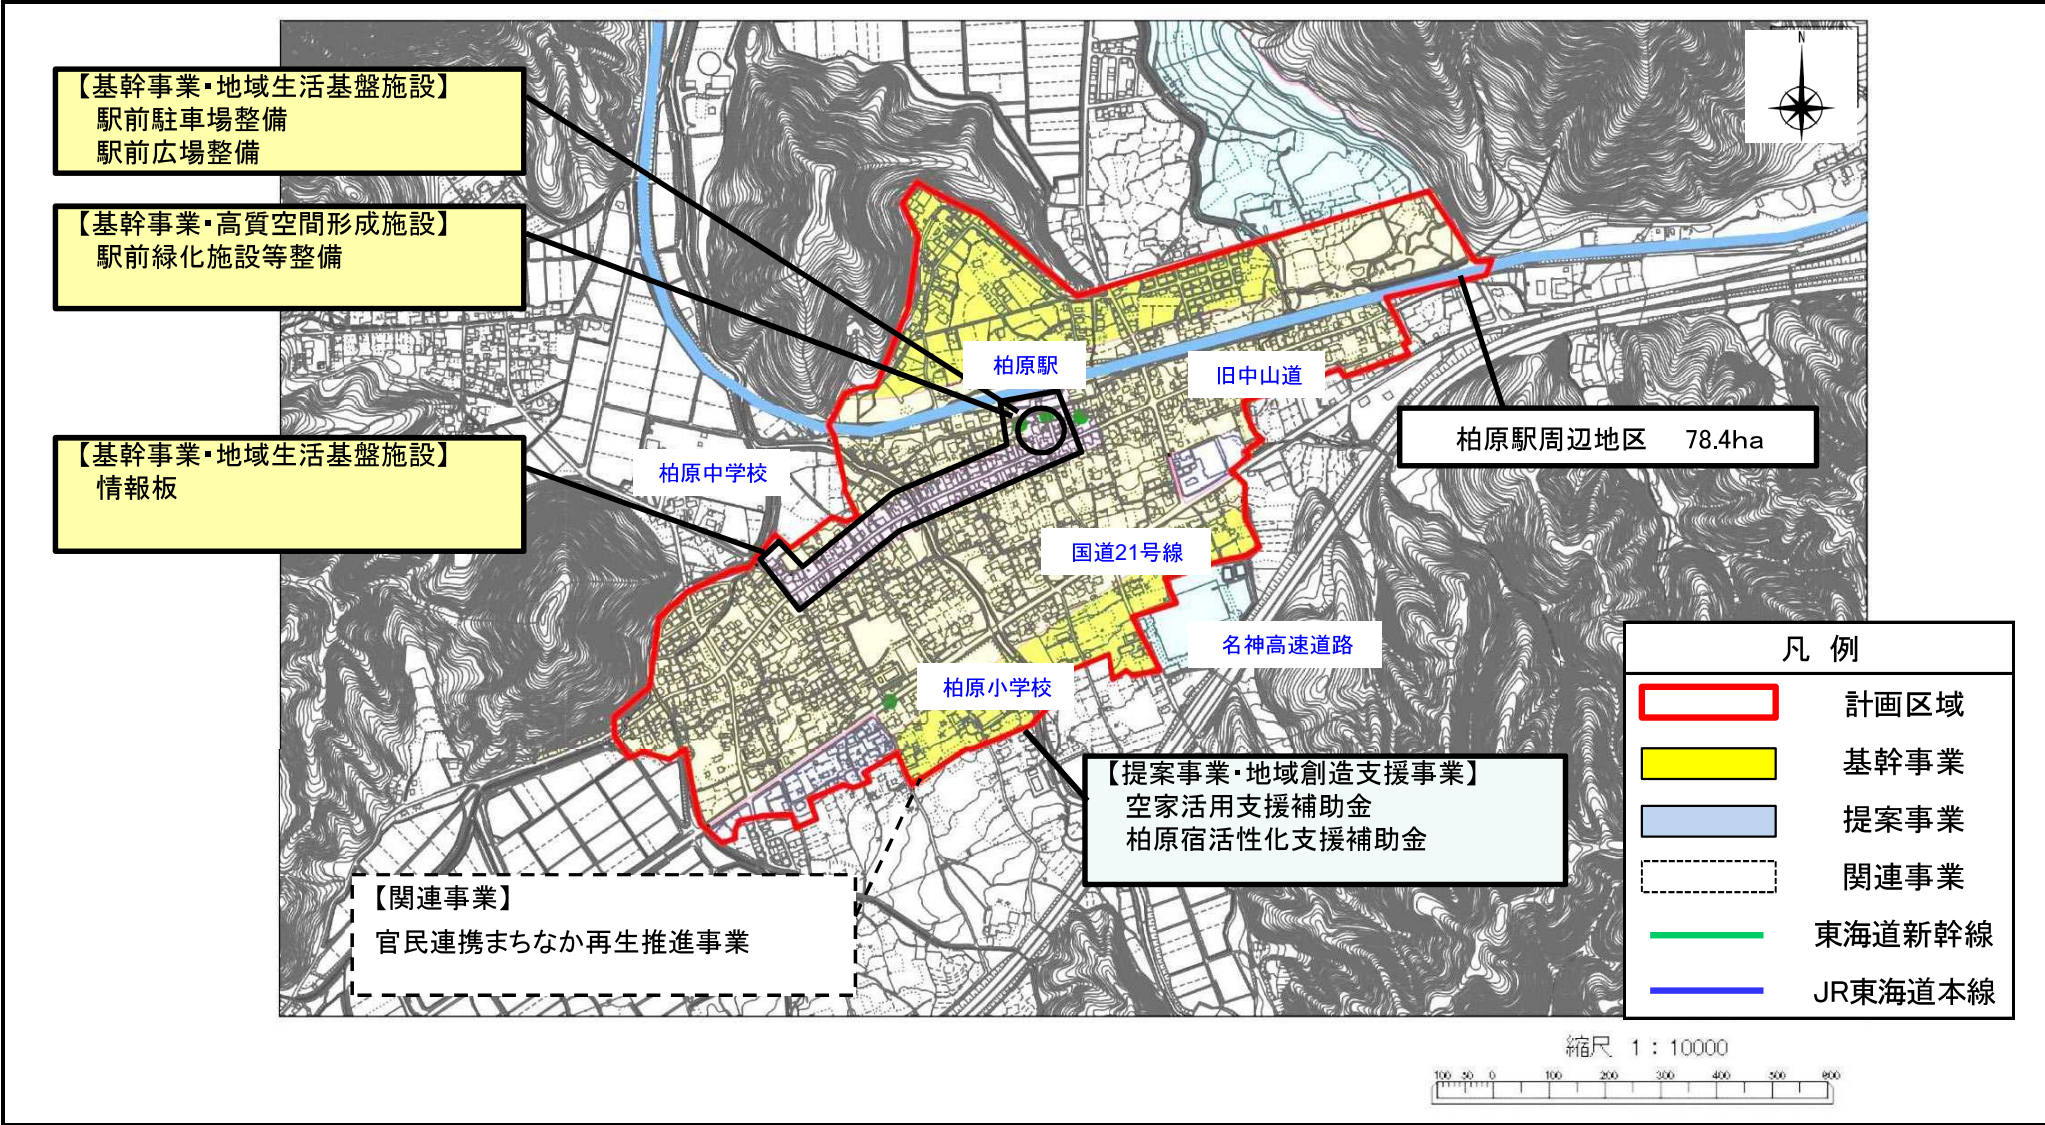 【基幹事業・地域生活基盤施設】
駅前駐車場整備
駅前広場整備
【基幹事業・高質空間形成施設】
駅前緑化施設等整備
【基幹事業・地域生活基盤施設】
情報板
N
柏原駅
旧中山道
柏原中学校
柏原駅周辺地区 78.4ha
国道21号線
名神高速道路
柏原小学校
【提案事業・地域創造支援事業】
空家活用支援補助金
柏原宿活性化支援補助金
【関連事業】
官民連携まちなか再生推進事業
凡 例
計画区域
基幹事業
提案事業
関連事業
東海道新幹線
JR東海道本線
縮尺 1:10000
100 50 0 100 200 300 400 500 600